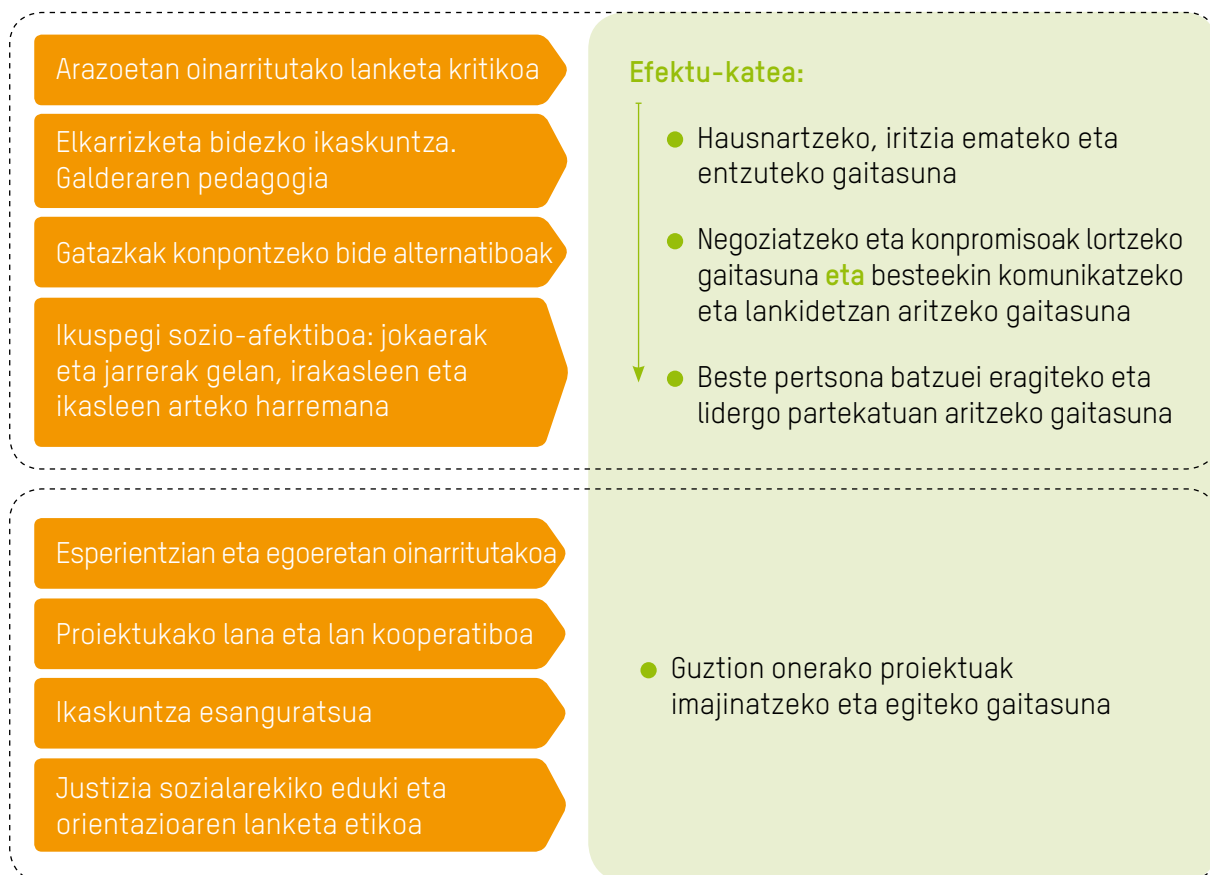 Arazoetan oinarritutako lanketa kritikoa
Elkarrizketa bidezko ikaskuntza.
Galderaren pedagogia
Gatazkak konpontzeko bide alternatiboak
Ikuspegi sozio-afektiboa: jokaerak
eta jarrerak gelan, irakasleen eta
ikasleen arteko harremana
Efektu-katea:
Hausnartzeko, iritzia emateko eta
entzuteko gaitasuna
Negoziatzeko eta konpromisoak lortzeko
gaitasuna eta besteekin komunikatzeko
eta lankidetzan aritzeko gaitasuna
Beste pertsona batzuei eragiteko eta
lidergo partekatuan aritzeko gaitasuna
Esperientzian eta egoeretan oinarritutakoa
Proiektukako lana eta lan kooperatiboa
Ikaskuntza esanguratsua
Justizia sozialarekiko eduki eta
orientazioaren lanketa etikoa
Guztion onerako proiektuak
imajinatzeko eta egiteko gaitasuna